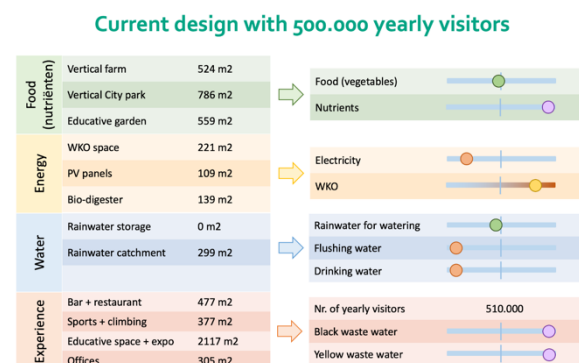 Current design with 500.000 yearly visitors
Food
(nutriënten)
Vertical farm 524 m2
Vertical City park 786 m2
Educative garden 559 m2
Food (vegetables)
Nutrients
Energy
WKO space 221 m2
PV panels 109 m2
Bio-digester 139 m2
Electricity
WKO
Water
Rainwater storage 0 m2
Rainwater catchment 299 m2
Rainwater for watering
Flushing water
Drinking water
Experience
Bar + restaurant 477 m2
Sports + climbing 377 m2
Educative space + expo 2117 m2
Offices 305 m2
Nr. of yearly visitors 510.000
Black waste water
Yellow waste water